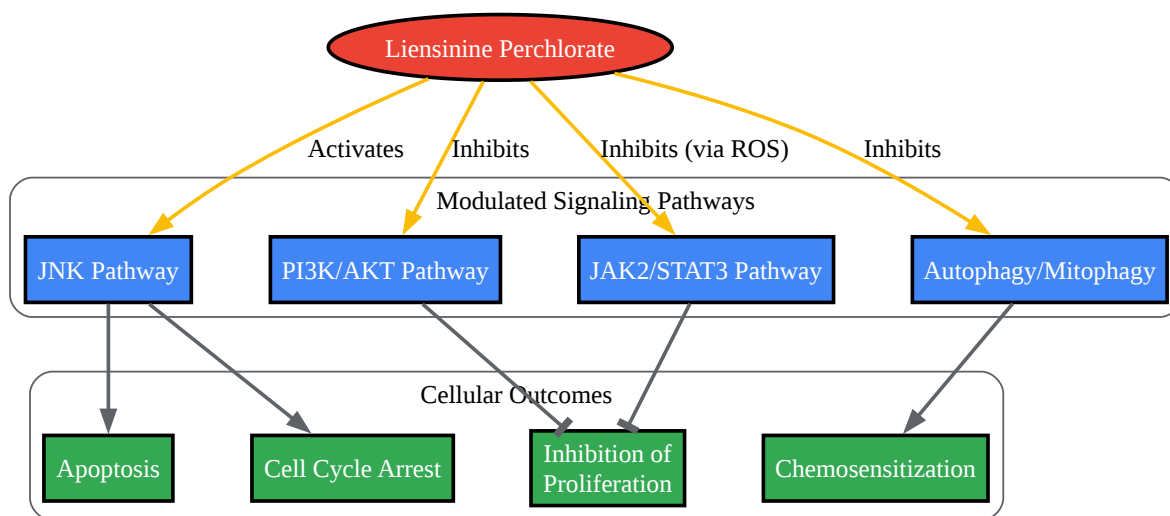 Liensinine Perchlorate
Activates
Inhibits
Inhibits (via ROS)
Inhibits
Modulated Signaling Pathways
JNK Pathway
PI3K/AKT Pathway
JAK2/STAT3 Pathway
Autophagy/Mitophagy
Cellular Outcomes
Apoptosis
Cell Cycle Arrest
Inhibition of
Proliferation
Chemosensitization